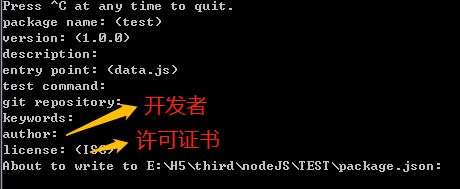 Press ^C at any time to quit.
package name: (test)
version: (1.0.0)
description:
entry point: (data.js)
test command:
git repository:
开发者
keywords:
author:
许可证书
license: (ISC)
About to write to E:\H5\third\nodeJS\TEST\package.json: